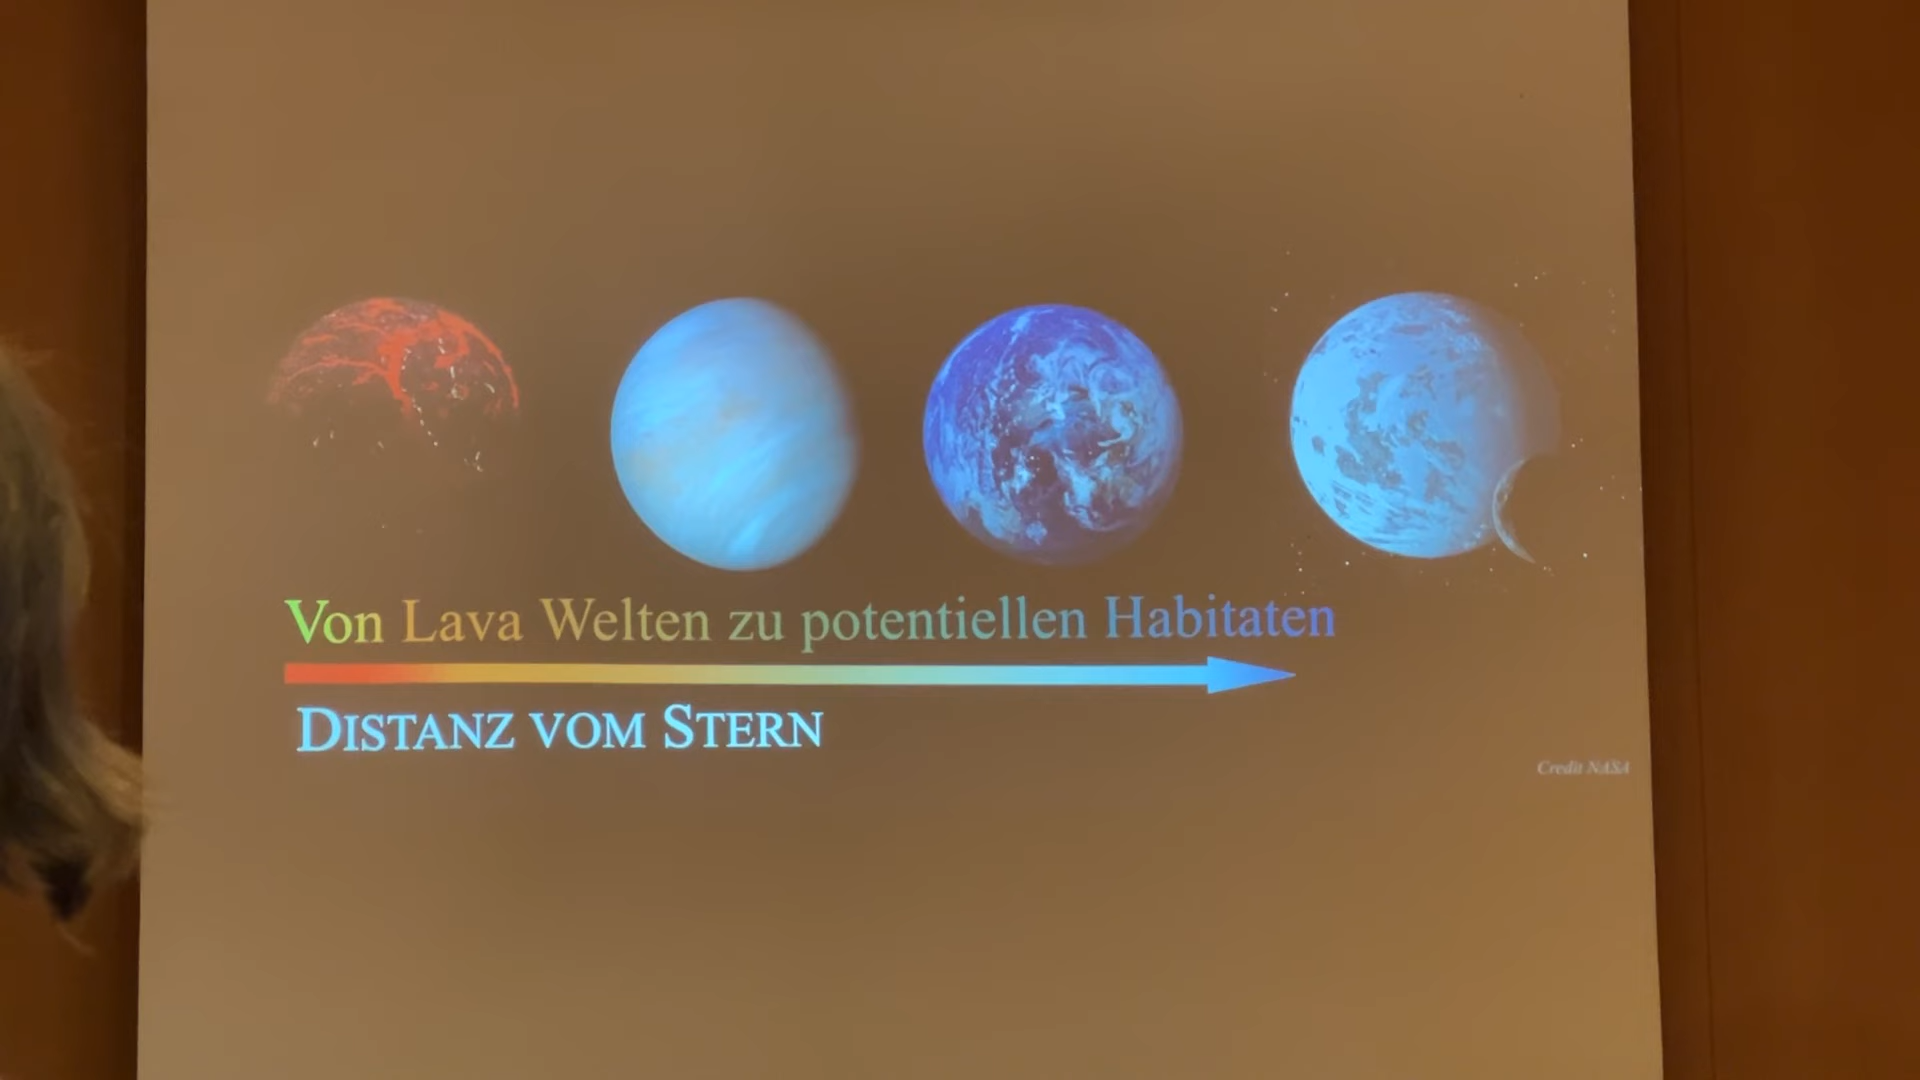 Von Lava Welten zu potentiellen Habitaten
DISTANZ VOM STERN
Credit NASA